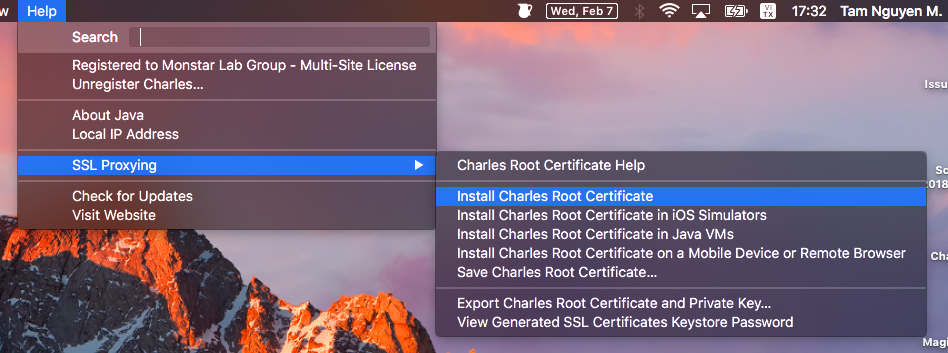 w Help Wed, Feb 7 VI TX 17:32 Tam Nguyen M.
Search
Registered to Monstar Lab Group - Multi-Site License
Unregister Charles...
About Java
Local IP Address
SSL Proxying
Check for Updates
Visit Website
Charles Root Certificate Help
Install Charles Root Certificate
Install Charles Root Certificate in iOS Simulators
Install Charles Root Certificate in Java VMs
Install Charles Root Certificate on a Mobile Device or Remote Browser
Save Charles Root Certificate...
Export Charles Root Certificate and Private Key...
View Generated SSL Certificates Keystore Password
Issu
Sc
2018
Cha
Mag